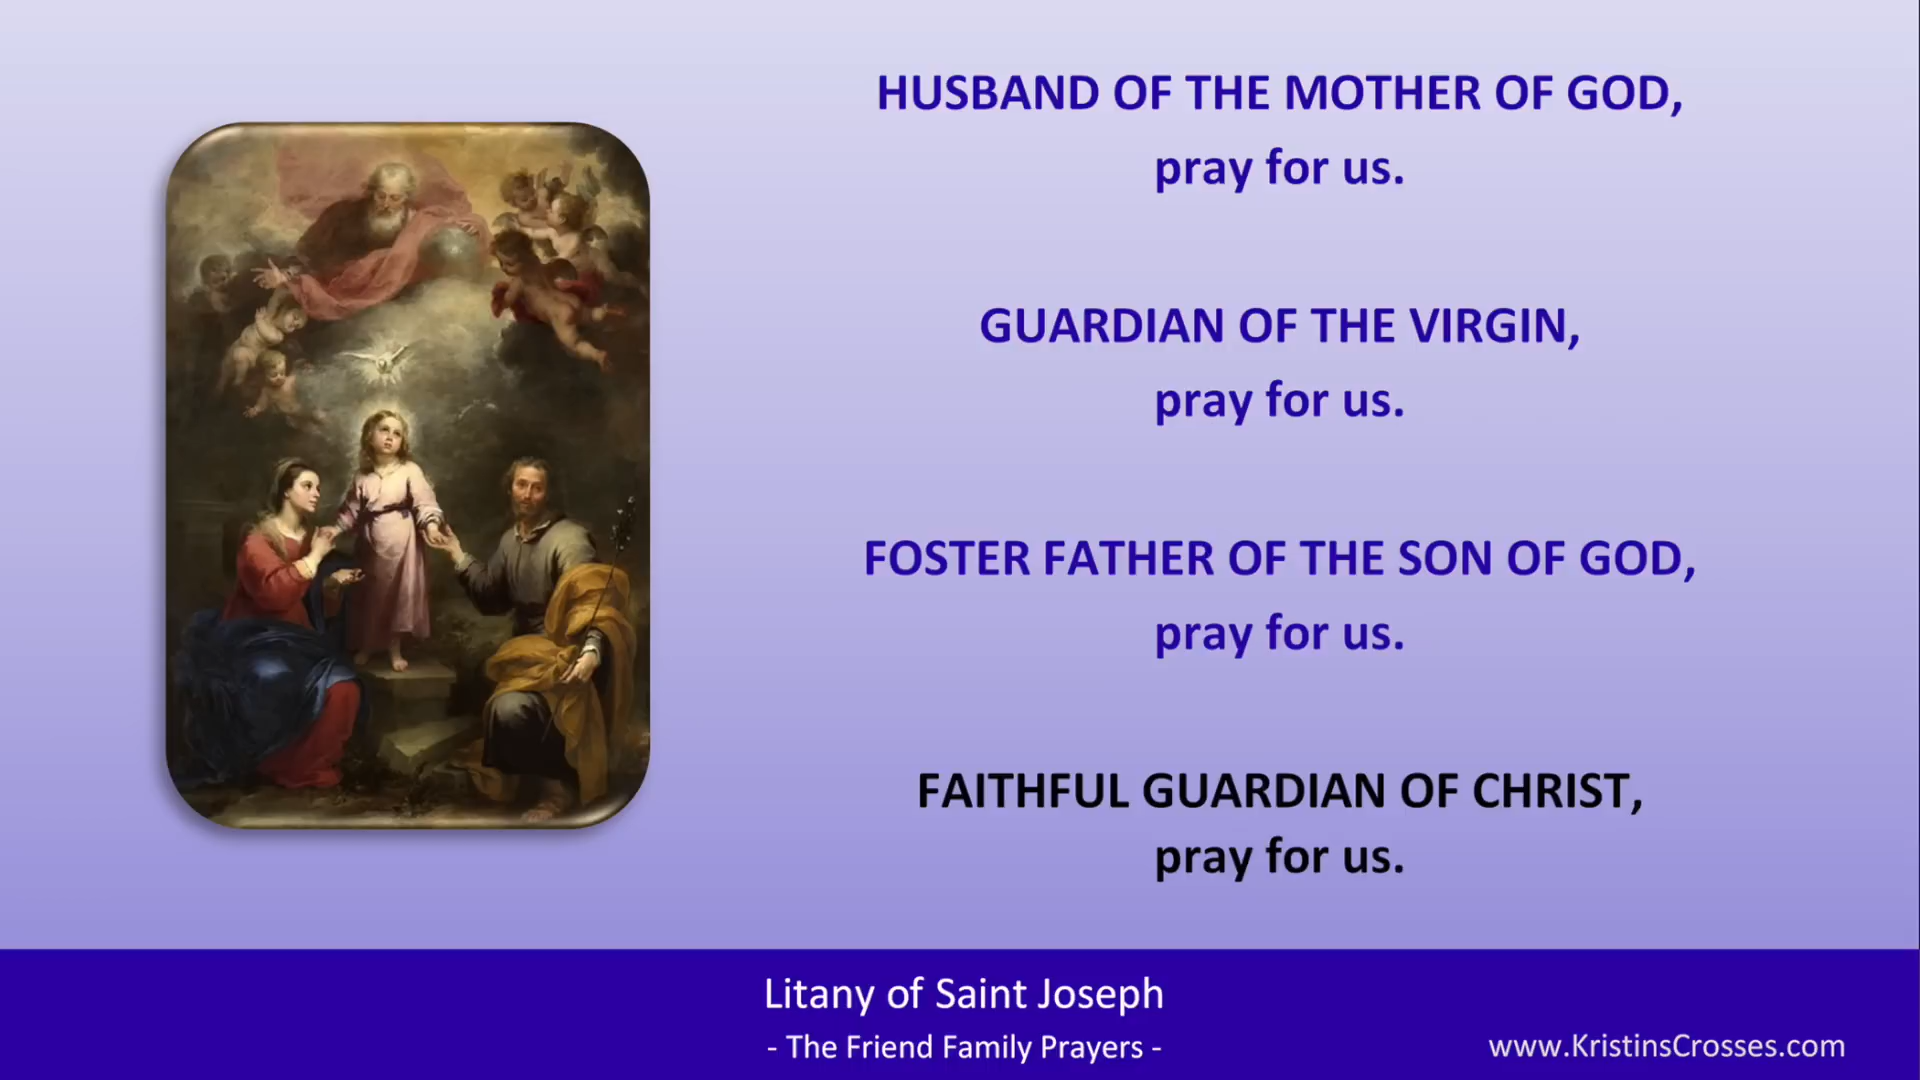 HUSBAND OF THE MOTHER OF GOD,
pray for us.
GUARDIAN OF THE VIRGIN,
pray for us.
FOSTER FATHER OF THE SON OF GOD,
pray for us.
FAITHFUL GUARDIAN OF CHRIST,
pray for us.
Litany of Saint Joseph
- The Friend Family Prayers -
www.KristinsCrosses.com